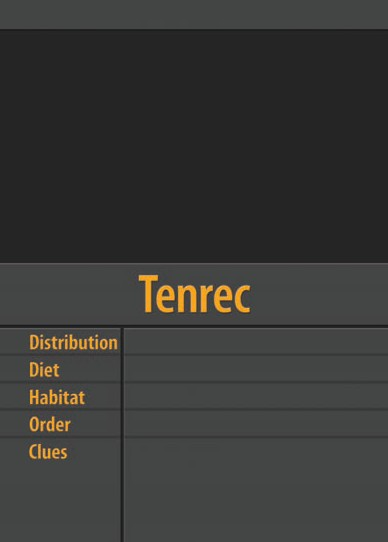 Tenrec
Distribution
Diet
Habitat
Order
Clues